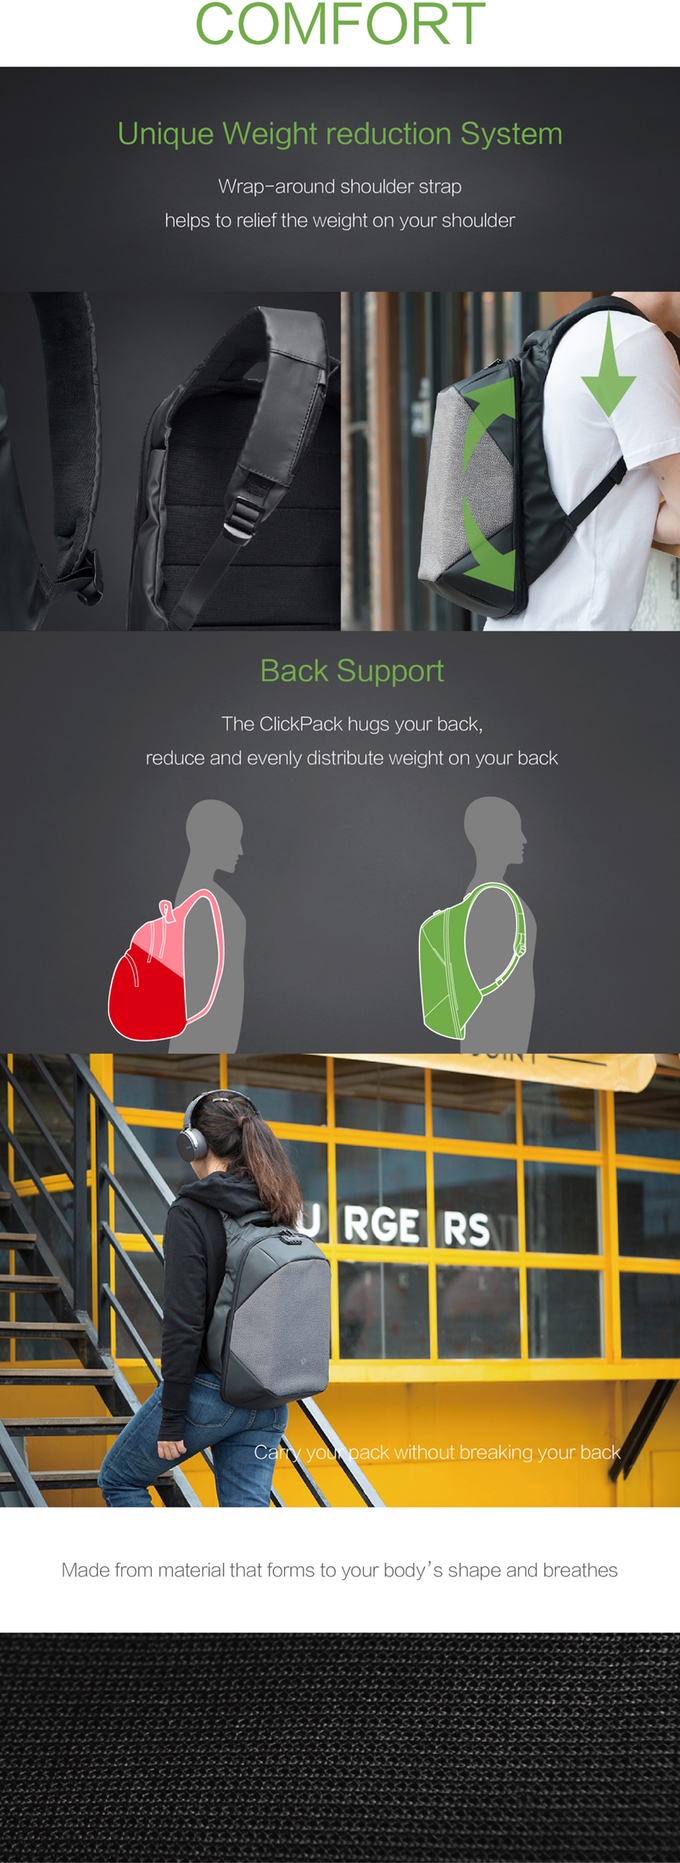 COMFORT
Unique Weight reduction System
Wrap-around shoulder strap
helps to relief the weight on your shoulder
Back Support
The ClickPack hugs your back,
reduce and evenly distribute weight on your back
JOINT
U RGE RS
Carry your pack without breaking your back
Made from material that forms to your body's shape and breathes